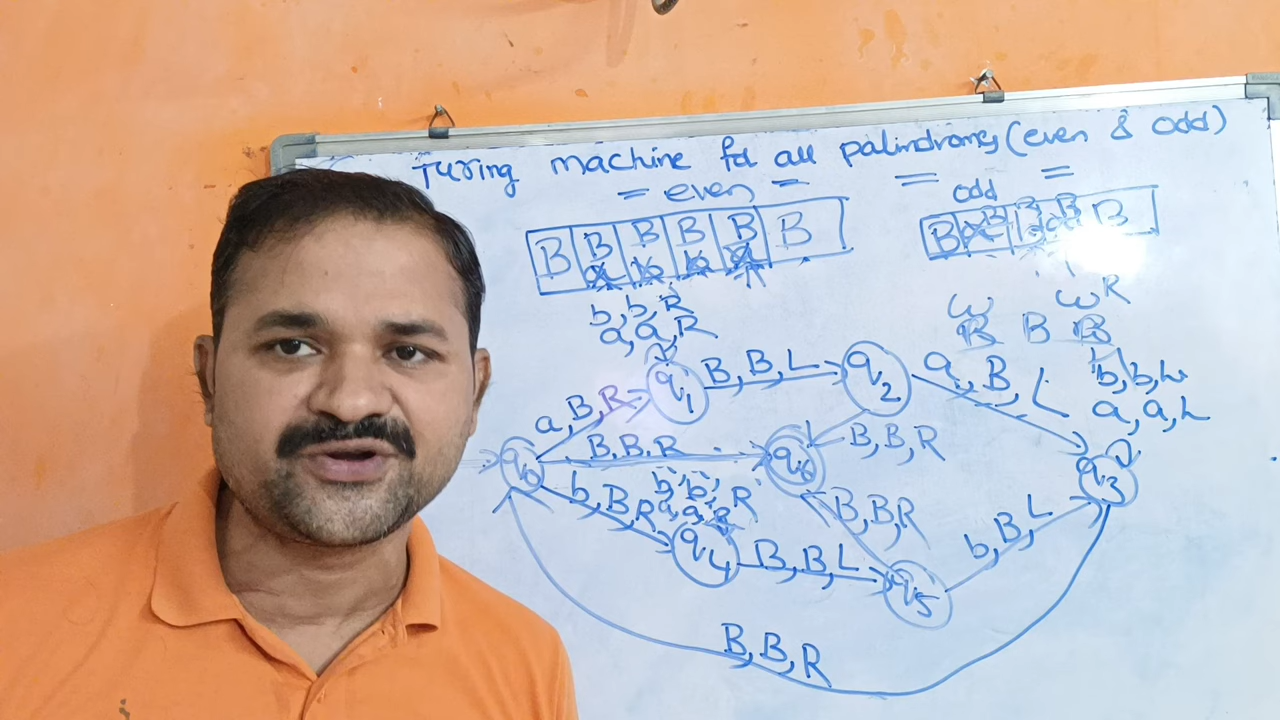 Turing machine for all palindromes (even & odd)
= even = = odd =
B B B B B B
a b b a
B B B B B
a a
b, b, R
a, a, R
ω ω R
B B B
q1 B, B, L q2 a, B, L
b, b, L
a, a, L
a, B, R
B, B, R
B, B, R
q0 q6 q3
b, B, R
b, b, R
a, a, R
B, B, R
b, B, L
q4 B, B, L q5
B, B, R